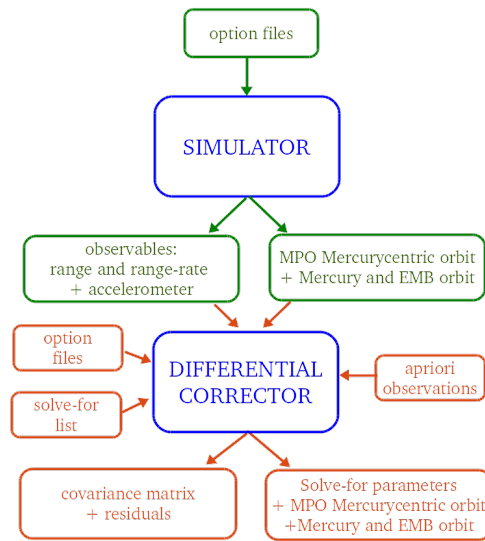 option files
SIMULATOR
observables:
range and range-rate
+ accelerometer
MPO Mercurycentric orbit
+ Mercury and EMB orbit
option
files
solve-for
list
DIFFERENTIAL
CORRECTOR
apriori
observations
covariance matrix
+ residuals
Solve-for parameters
+ MPO Mercurycentric orbit
+Mercury and EMB orbit